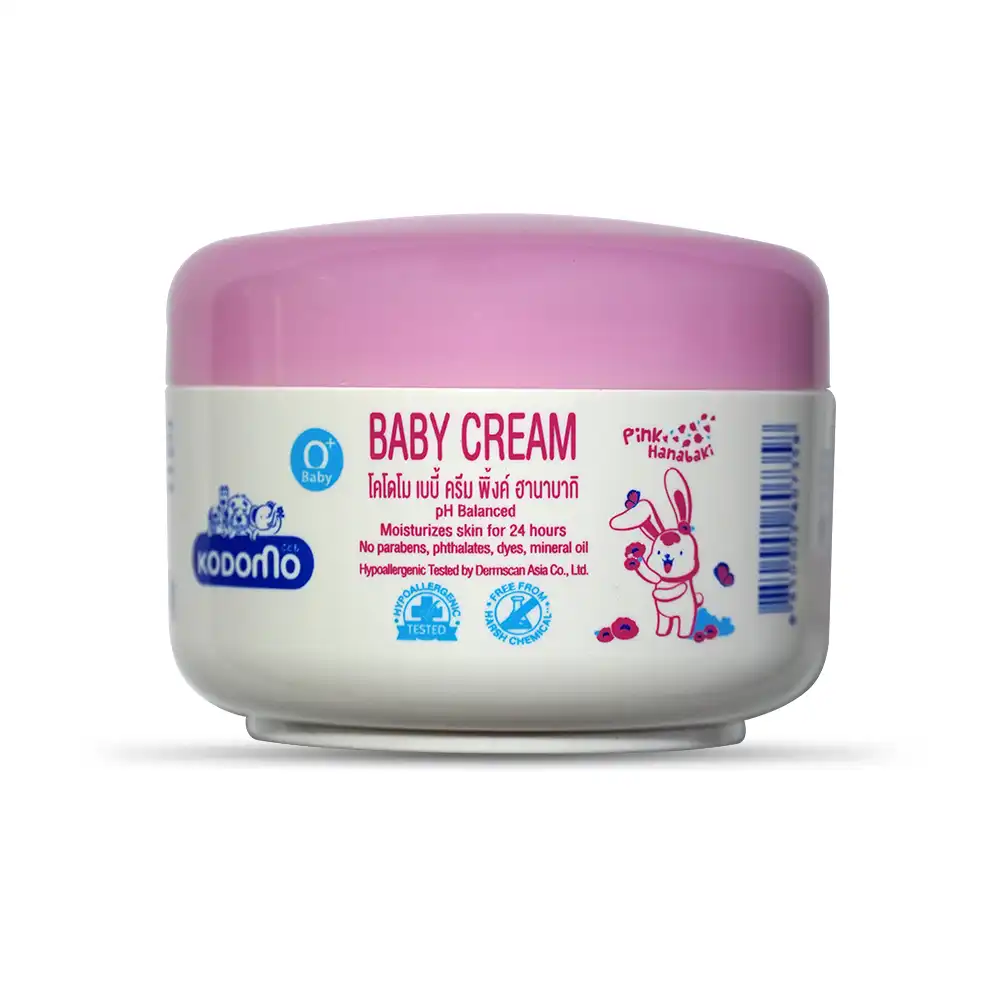 0+
Baby
KODOMO
BABY CREAM
โคโดโม เบบี้ ครีม พิ้งค์ ฮานาบากิ
pH Balanced
Moisturizes skin for 24 hours
No parabens, phthalates, dyes, mineral oil
Hypoallergenic Tested by Dermscan Asia Co., Ltd.
HYPOALLERGENIC
TESTED
FREE FROM
HARSH CHEMICAL
Pink
Hanabaki